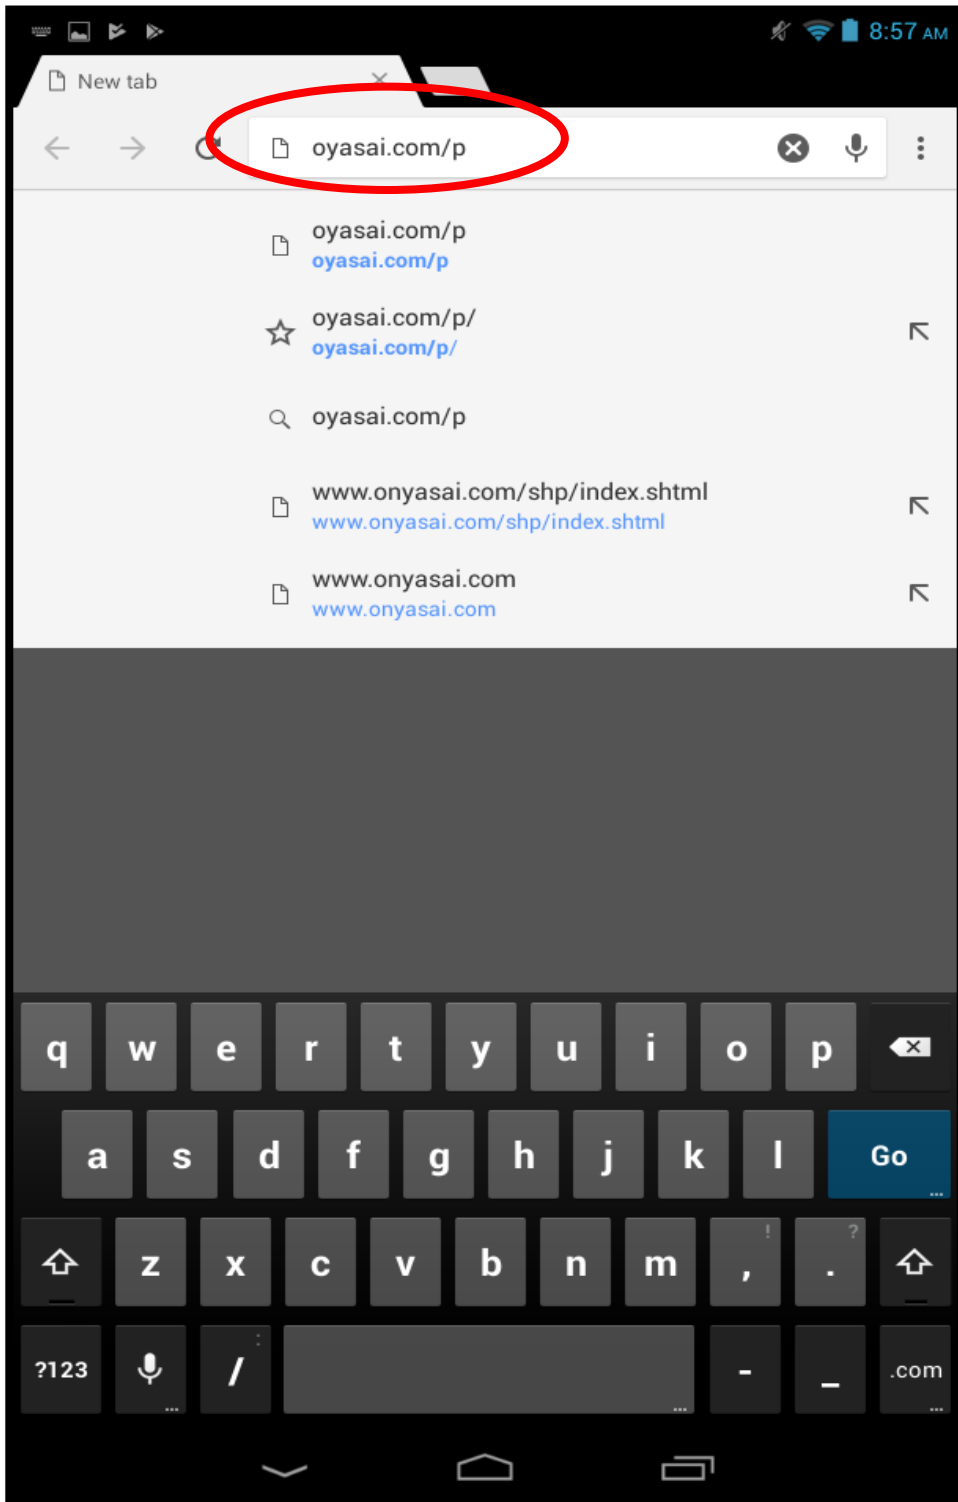 8:57 AM
New tab
oyasai.com/p
oyasai.com/p
oyasai.com/p
oyasai.com/p/
oyasai.com/p/
oyasai.com/p
www.onyasai.com/shp/index.shtml
www.onyasai.com/shp/index.shtml
www.onyasai.com
www.onyasai.com
q w e r t y u i o p
a s d f g h j k l Go ...
z x c v b n m ! , ? .
?123 ... / : ... - _ .com ...